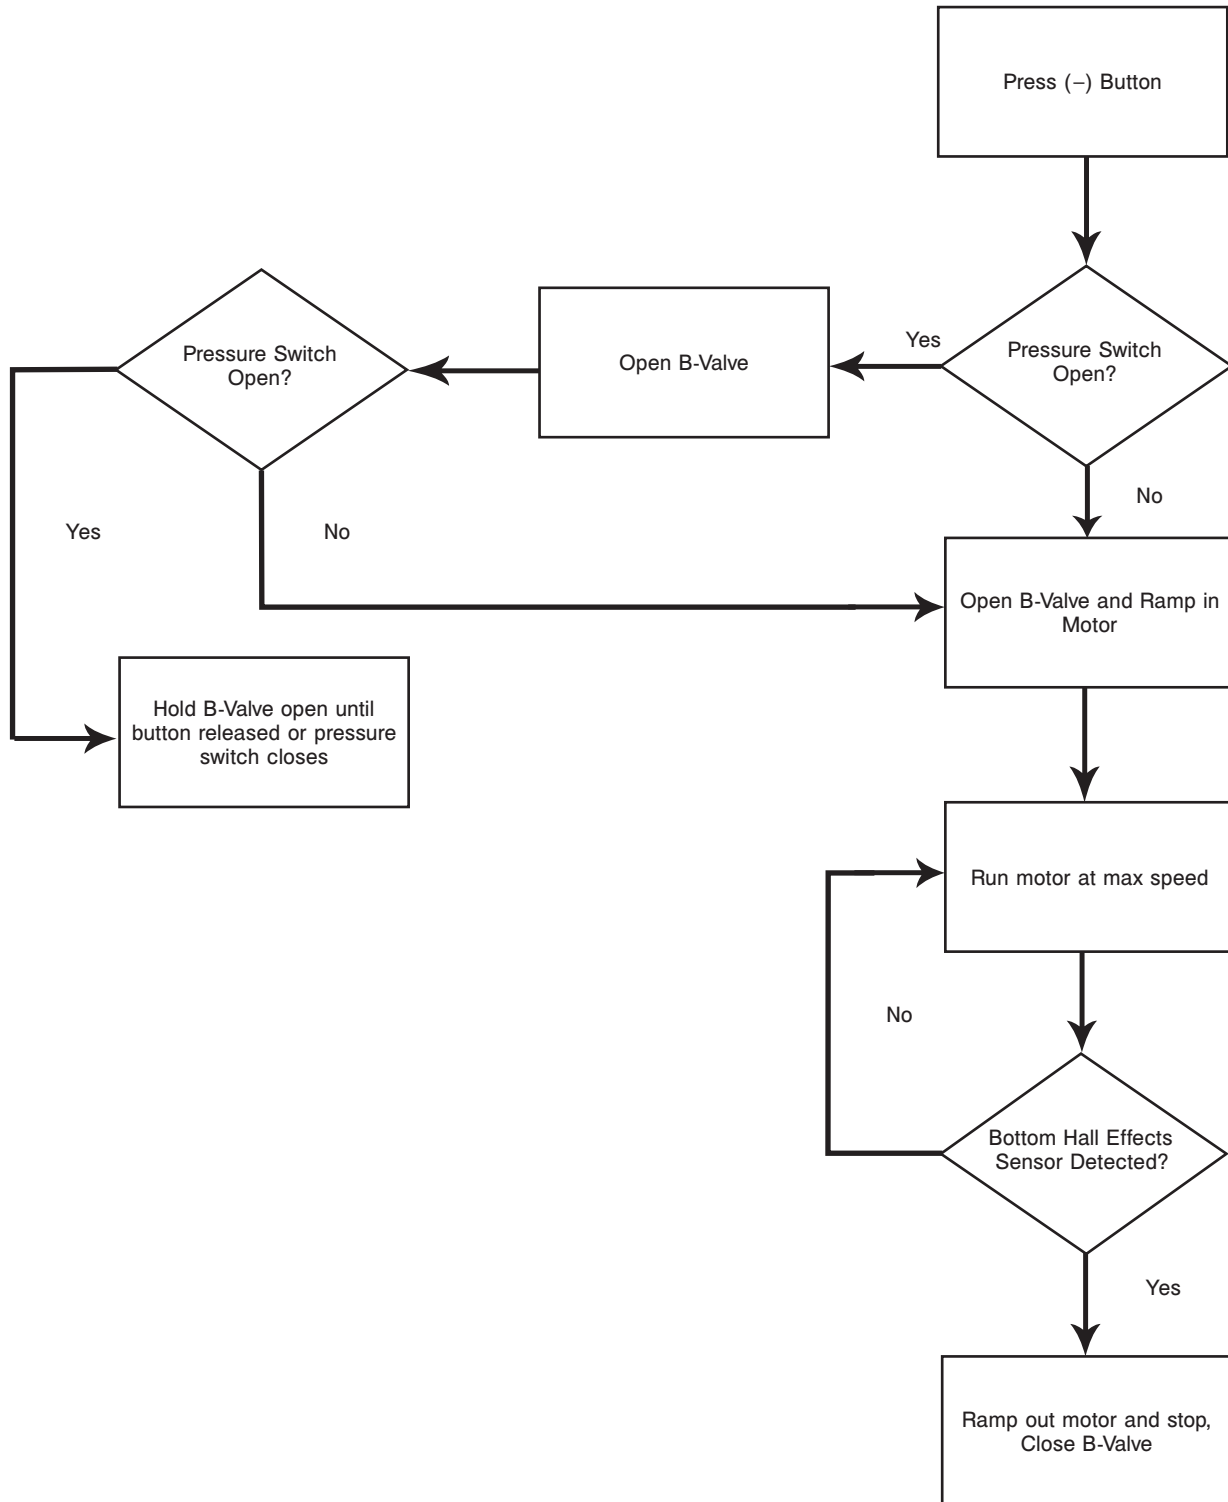 Press (–) Button
Pressure Switch
Open?
Yes
No
Open B-Valve
Pressure Switch
Open?
Yes
No
Hold B-Valve open until
button released or pressure
switch closes
Open B-Valve and Ramp in
Motor
Run motor at max speed
No
Bottom Hall Effects
Sensor Detected?
Yes
Ramp out motor and stop,
Close B-Valve